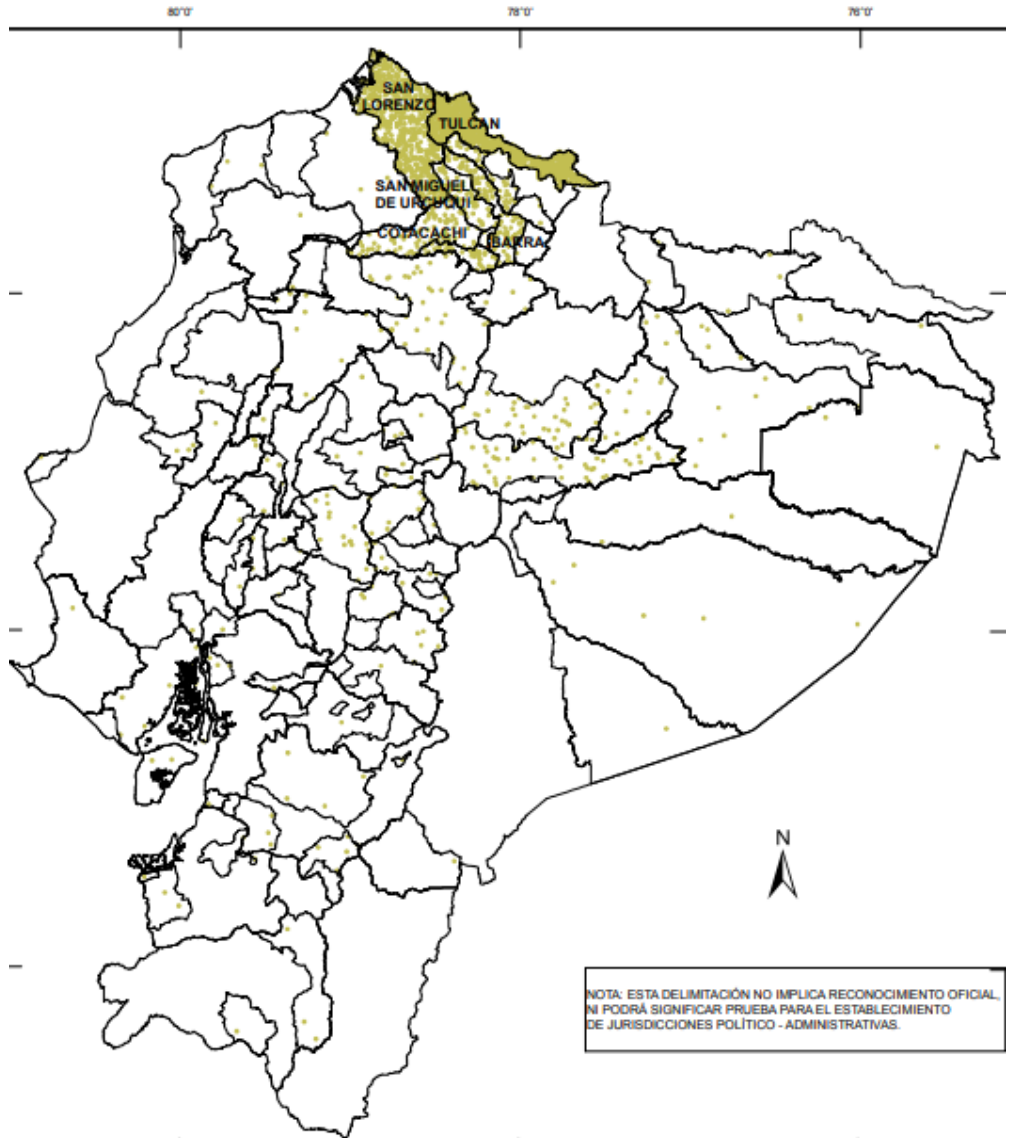 80°0'
78°0'
76°0'
SAN
LORENZO
TULCAN
SAN MIGUEL
DE URCUQUI
COTACACHI
IBARRA
N
NOTA: ESTA DELIMITACIÓN NO IMPLICA RECONOCIMIENTO OFICIAL,
NI PODRÁ SIGNIFICAR PRUEBA PARA EL ESTABLECIMIENTO
DE JURISDICCIONES POLÍTICO - ADMINISTRATIVAS.